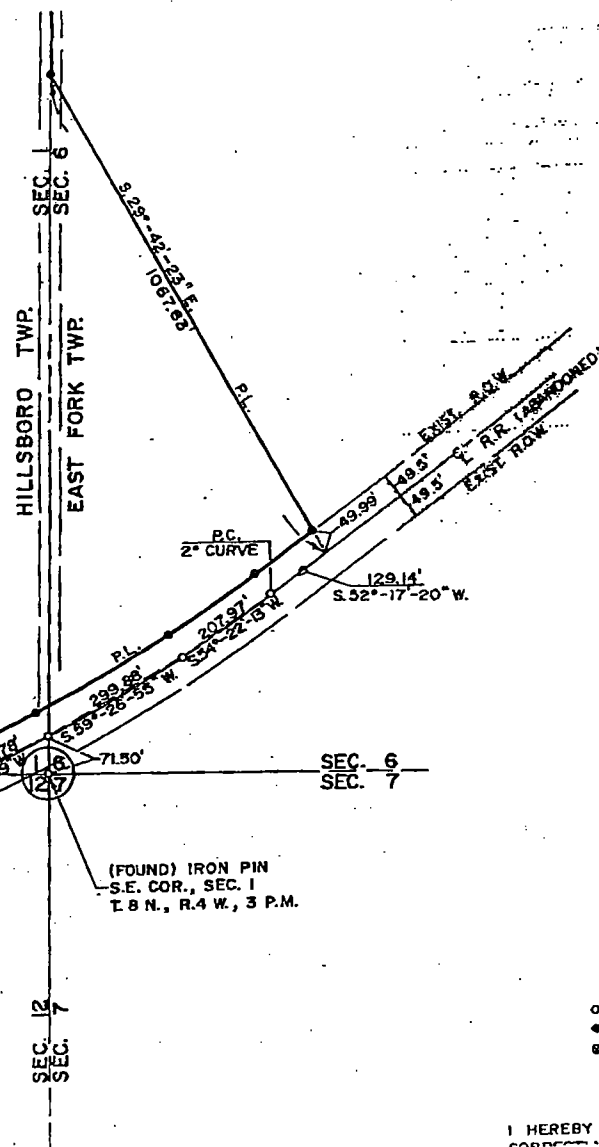 SEC. 1
SEC. 6
HILLSBORO TWP.
EAST FORK TWP.
S. 29°-42'-23" E.
1067.63'
P.L.
EXIST. R.O.W.
R.R. (ABANDONED)
EXIST R.O.W.
49.5'
49.5'
49.99'
P.C.
2° CURVE
129.14'
S.52°-17'-20"W.
207.97'
S.54°-22-13"W.
P.L.
299.88'
S.59°-26-55"W.
71.50'
1 6
12 7
SEC. 6
SEC. 7
(FOUND) IRON PIN
S.E. COR., SEC. 1
T. 8 N., R.4 W., 3 P.M.
SEC. 12
SEC. 7
I HEREBY